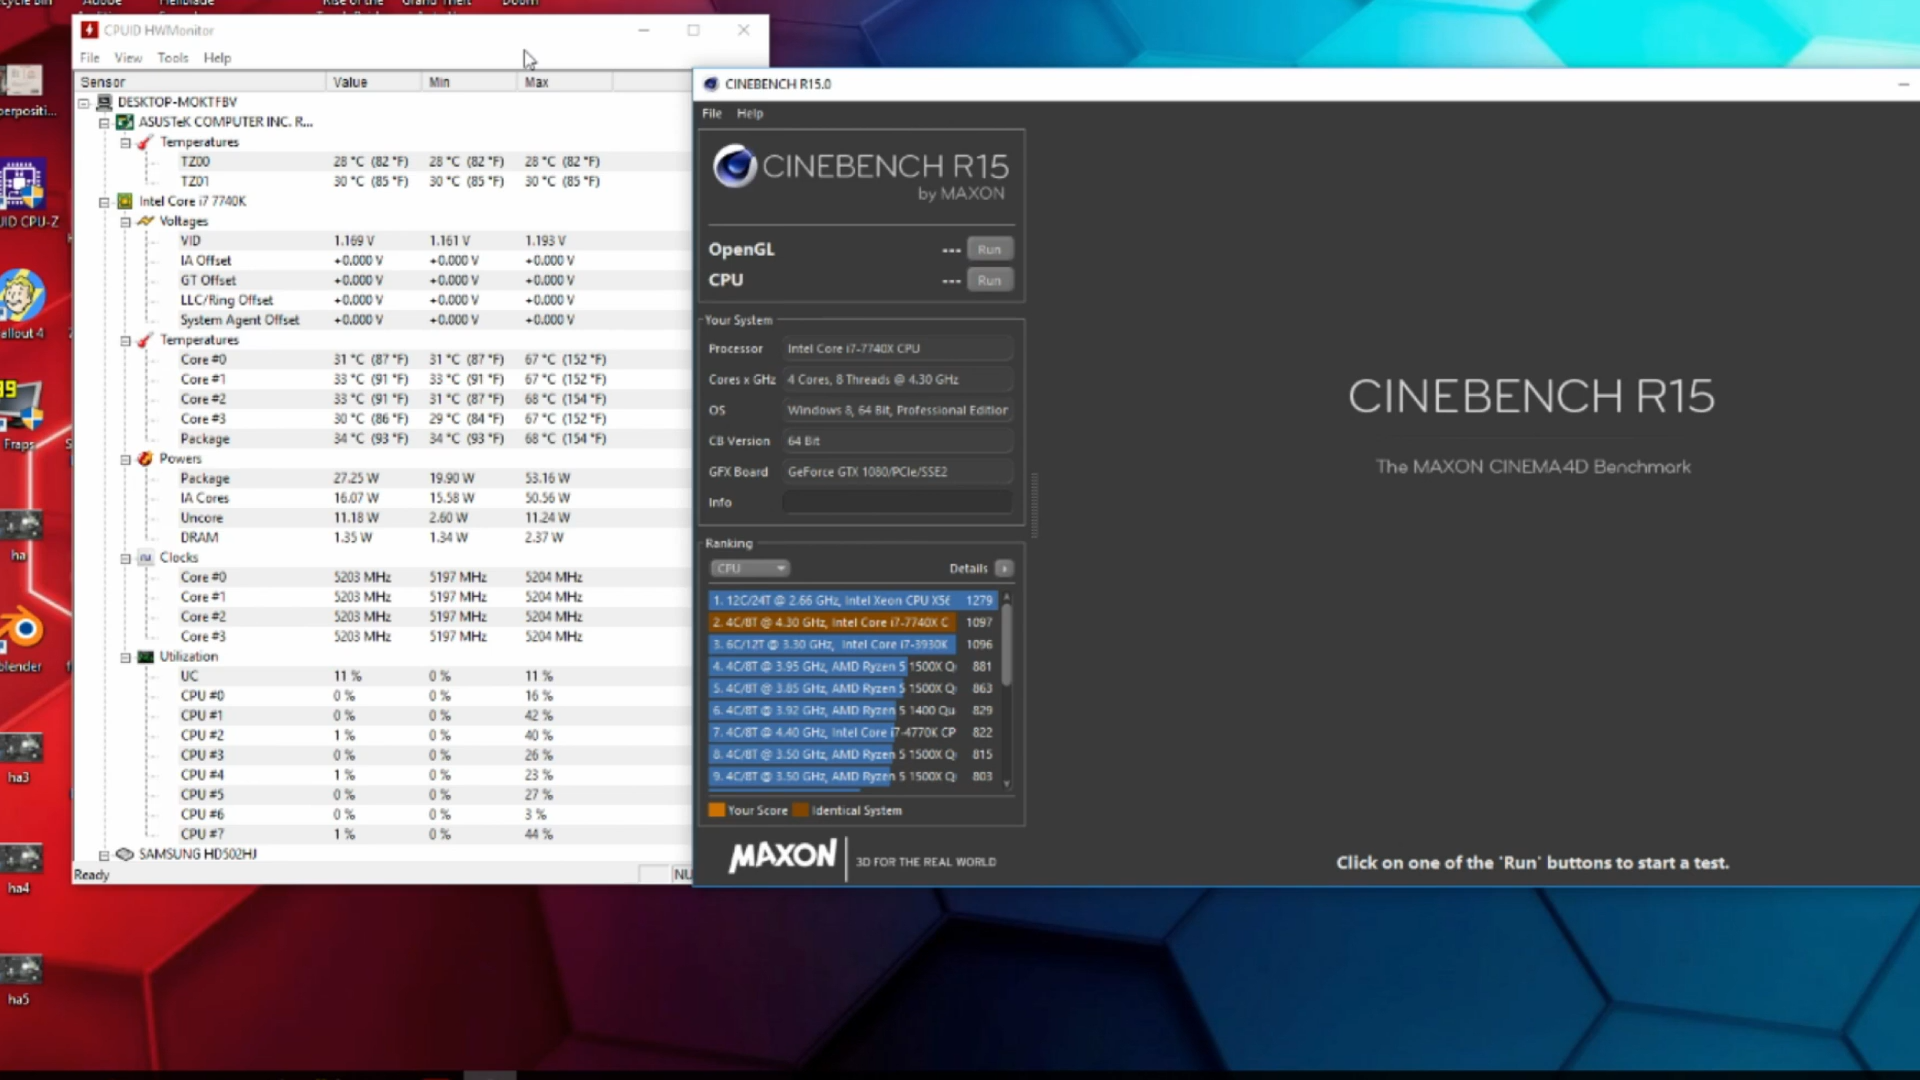 CPUID HWMonitor
File View Tools Help
Sensor Value Min Max
DESKTOP-MOKTFBV
ASUSTeK COMPUTER INC. R...
Temperatures
TZ00 28 °C (82 °F) 28 °C (82 °F) 28 °C (82 °F)
TZ01 30 °C (85 °F) 30 °C (85 °F) 30 °C (85 °F)
Intel Core i7 7740K
Voltages
VID 1.169 V 1.161 V 1.193 V
IA Offset +0.000 V +0.000 V +0.000 V
GT Offset +0.000 V +0.000 V +0.000 V
LLC/Ring Offset +0.000 V +0.000 V +0.000 V
System Agent Offset +0.000 V +0.000 V +0.000 V
Temperatures
Core #0 31 °C (87 °F) 31 °C (87 °F) 67 °C (152 °F)
Core #1 33 °C (91 °F) 33 °C (91 °F) 67 °C (152 °F)
Core #2 33 °C (91 °F) 31 °C (87 °F) 68 °C (154 °F)
Core #3 30 °C (86 °F) 29 °C (84 °F) 67 °C (152 °F)
Package 34 °C (93 °F) 34 °C (93 °F) 68 °C (154 °F)
Powers
Package 27.25 W 19.90 W 53.16 W
IA Cores 16.07 W 15.58 W 50.56 W
Uncore 11.18 W 2.60 W 11.24 W
DRAM 1.35 W 1.34 W 2.37 W
Clocks
Core #0 5203 MHz 5197 MHz 5204 MHz
Core #1 5203 MHz 5197 MHz 5204 MHz
Core #2 5203 MHz 5197 MHz 5204 MHz
Core #3 5203 MHz 5197 MHz 5204 MHz
Utilization
UC 11 % 0 % 11 %
CPU #0 0 % 0 % 16 %
CPU #1 0 % 0 % 42 %
CPU #2 1 % 0 % 40 %
CPU #3 0 % 0 % 26 %
CPU #4 1 % 0 % 23 %
CPU #5 0 % 0 % 27 %
CPU #6 0 % 0 % 3 %
CPU #7 1 % 0 % 44 %
SAMSUNG HD502HJ
Ready NU
CINEBENCH R15.0
File Help
CINEBENCH R15
by MAXON
OpenGL --- Run
CPU --- Run
Your System
Processor Intel Core i7-7740X CPU
Cores x GHz 4 Cores, 8 Threads @ 4.30 GHz
OS Windows 8, 64 Bit, Professional Edition
CB Version 64 Bit
GFX Board GeForce GTX 1080/PCIe/SSE2
Info
Ranking
CPU Details
1. 12C/24T @ 2.66 GHz, Intel Xeon CPU X56 1279
2. 4C/8T @ 4.30 GHz, Intel Core i7-7740X C 1097
3. 6C/12T @ 3.30 GHz, Intel Core i7-3930K 1096
4. 4C/8T @ 3.95 GHz, AMD Ryzen 5 1500X Q 881
5. 4C/8T @ 3.85 GHz, AMD Ryzen 5 1500X Q 863
6. 4C/8T @ 3.92 GHz, AMD Ryzen 5 1400 Qu 829
7. 4C/8T @ 4.40 GHz, Intel Core i7-4770K CP 822
8. 4C/8T @ 3.50 GHz, AMD Ryzen 5 1500X Q 815
9. 4C/8T @ 3.50 GHz, AMD Ryzen 5 1500X Q 803
Your Score Identical System
MAXON 3D FOR THE REAL WORLD
CINEBENCH R15
The MAXON CINEMA4D Benchmark
Click on one of the 'Run' buttons to start a test.
erpositi...
UID CPU-Z
allout 4
99
Fraps
ha
blender
ha3
ha4
ha5